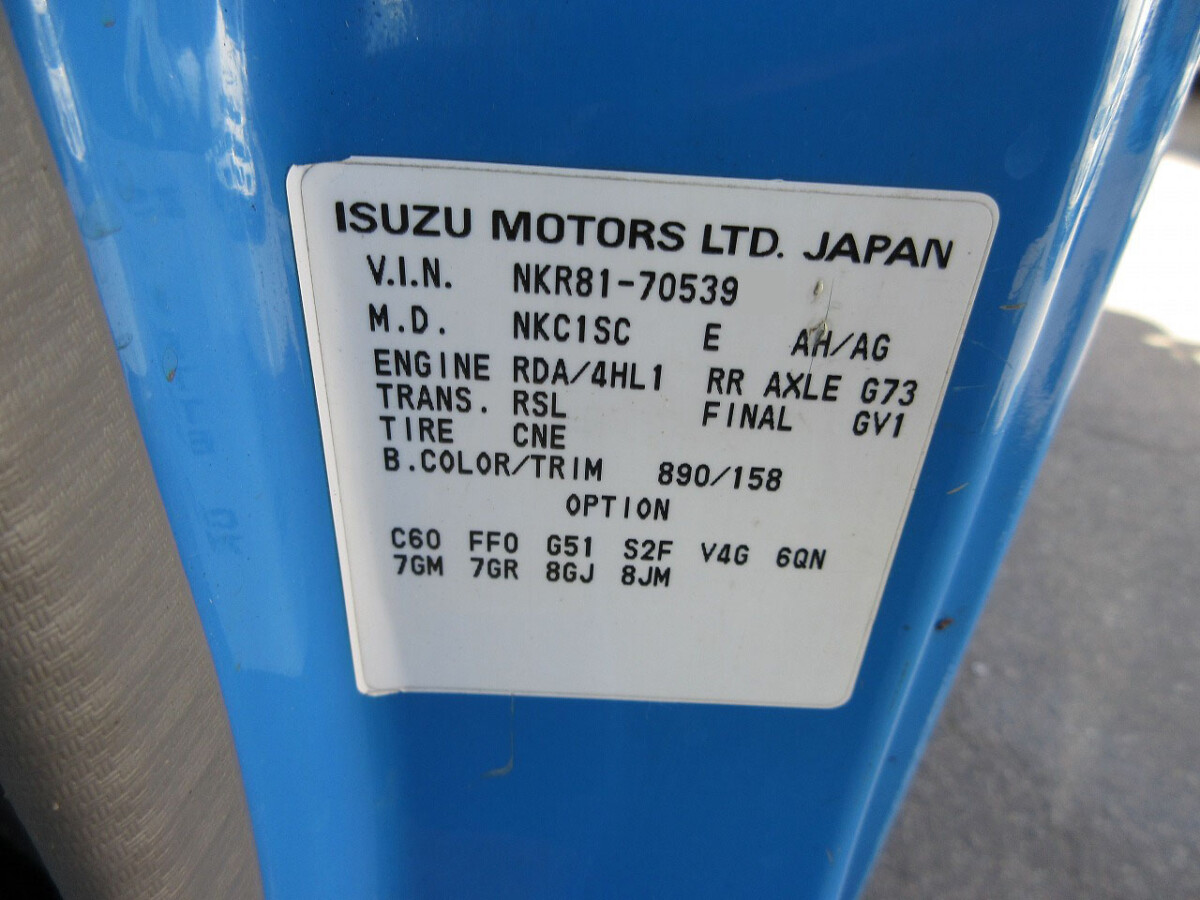 ISUZU MOTORS LTD. JAPAN
V.I.N. NKR81-70539
M.D. NKC1SC E AH/AG
ENGINE RDA/4HL1 RR AXLE G73
TRANS. RSL FINAL GV1
TIRE CNE
B.COLOR/TRIM 890/158
OPTION
C60 FF0 G51 S2F V4G 6QN
7GM 7GR 8GJ 8JM